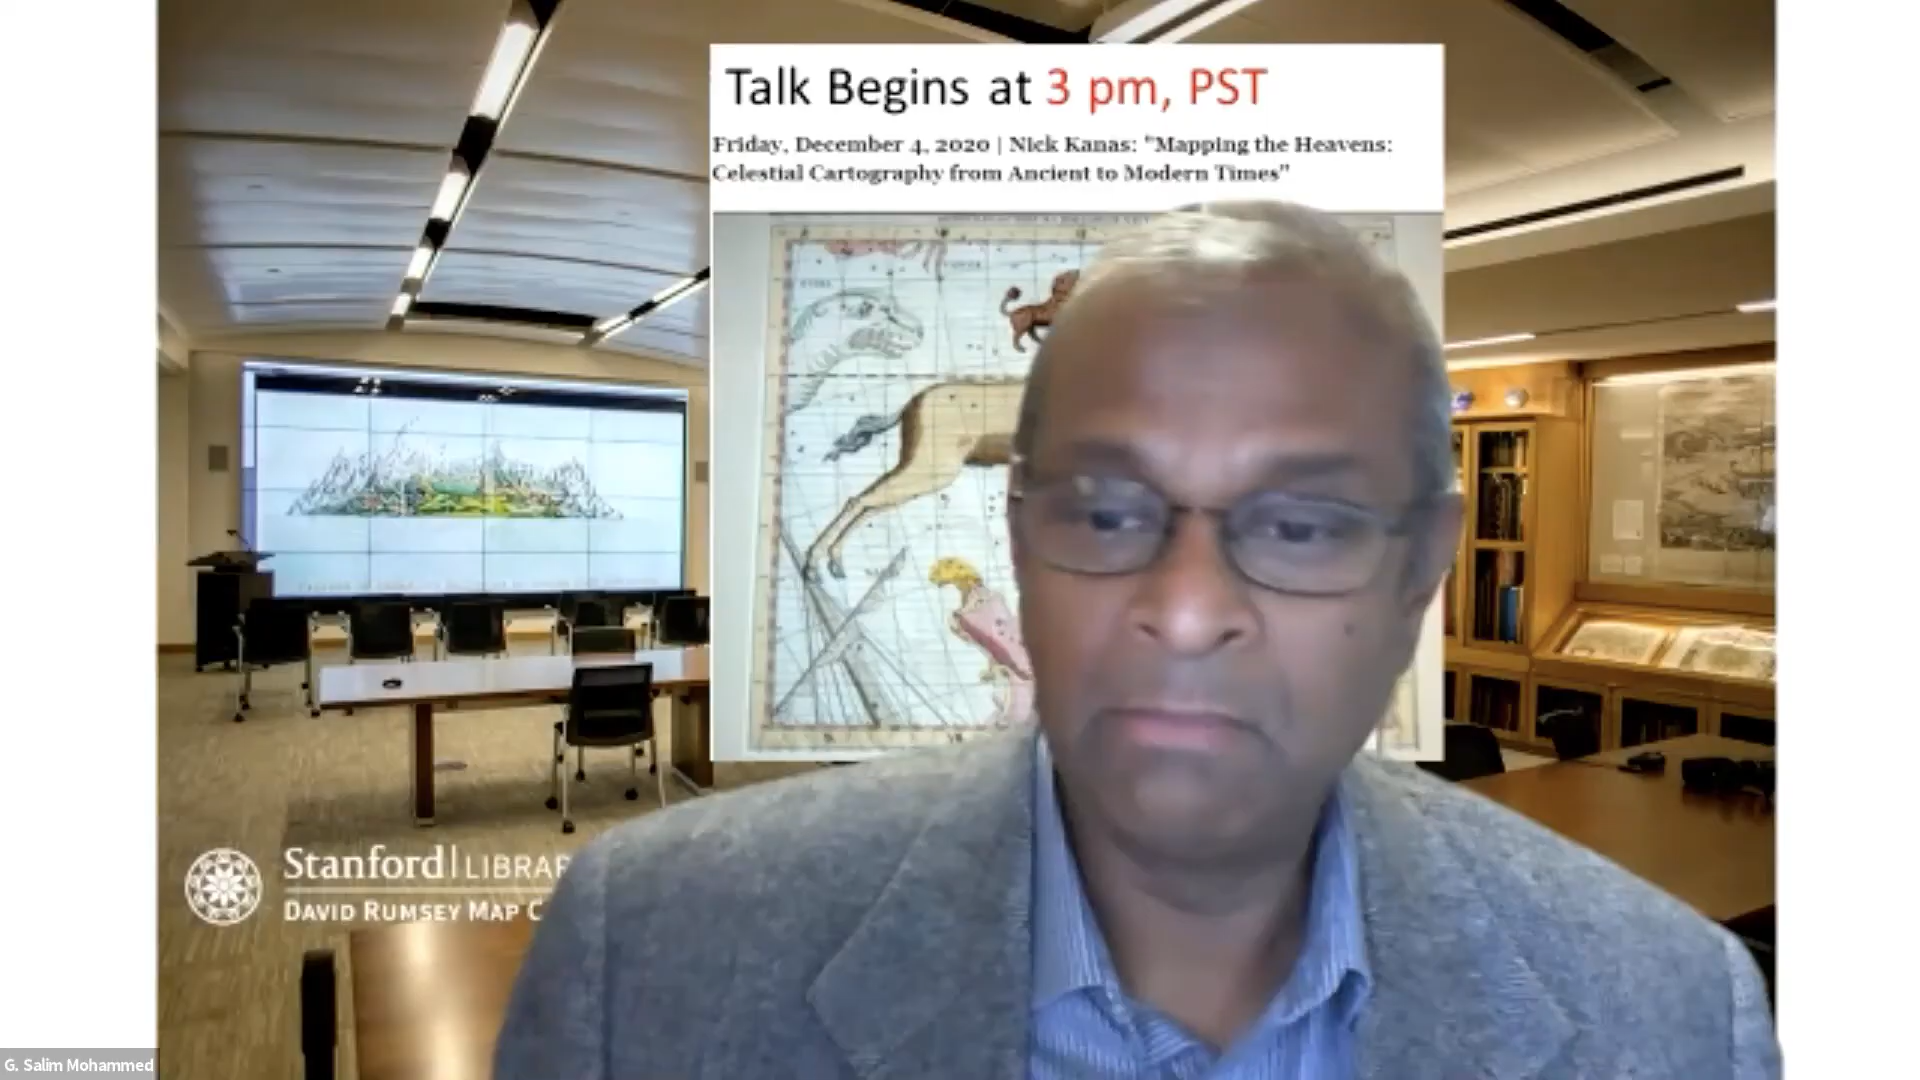 Talk Begins at 3 pm, PST
Friday, December 4, 2020 | Nick Kanas: "Mapping the Heavens:
Celestial Cartography from Ancient to Modern Times"
Stanford | LIBRAR
DAVID RUMSEY MAP C
G. Salim Mohammed